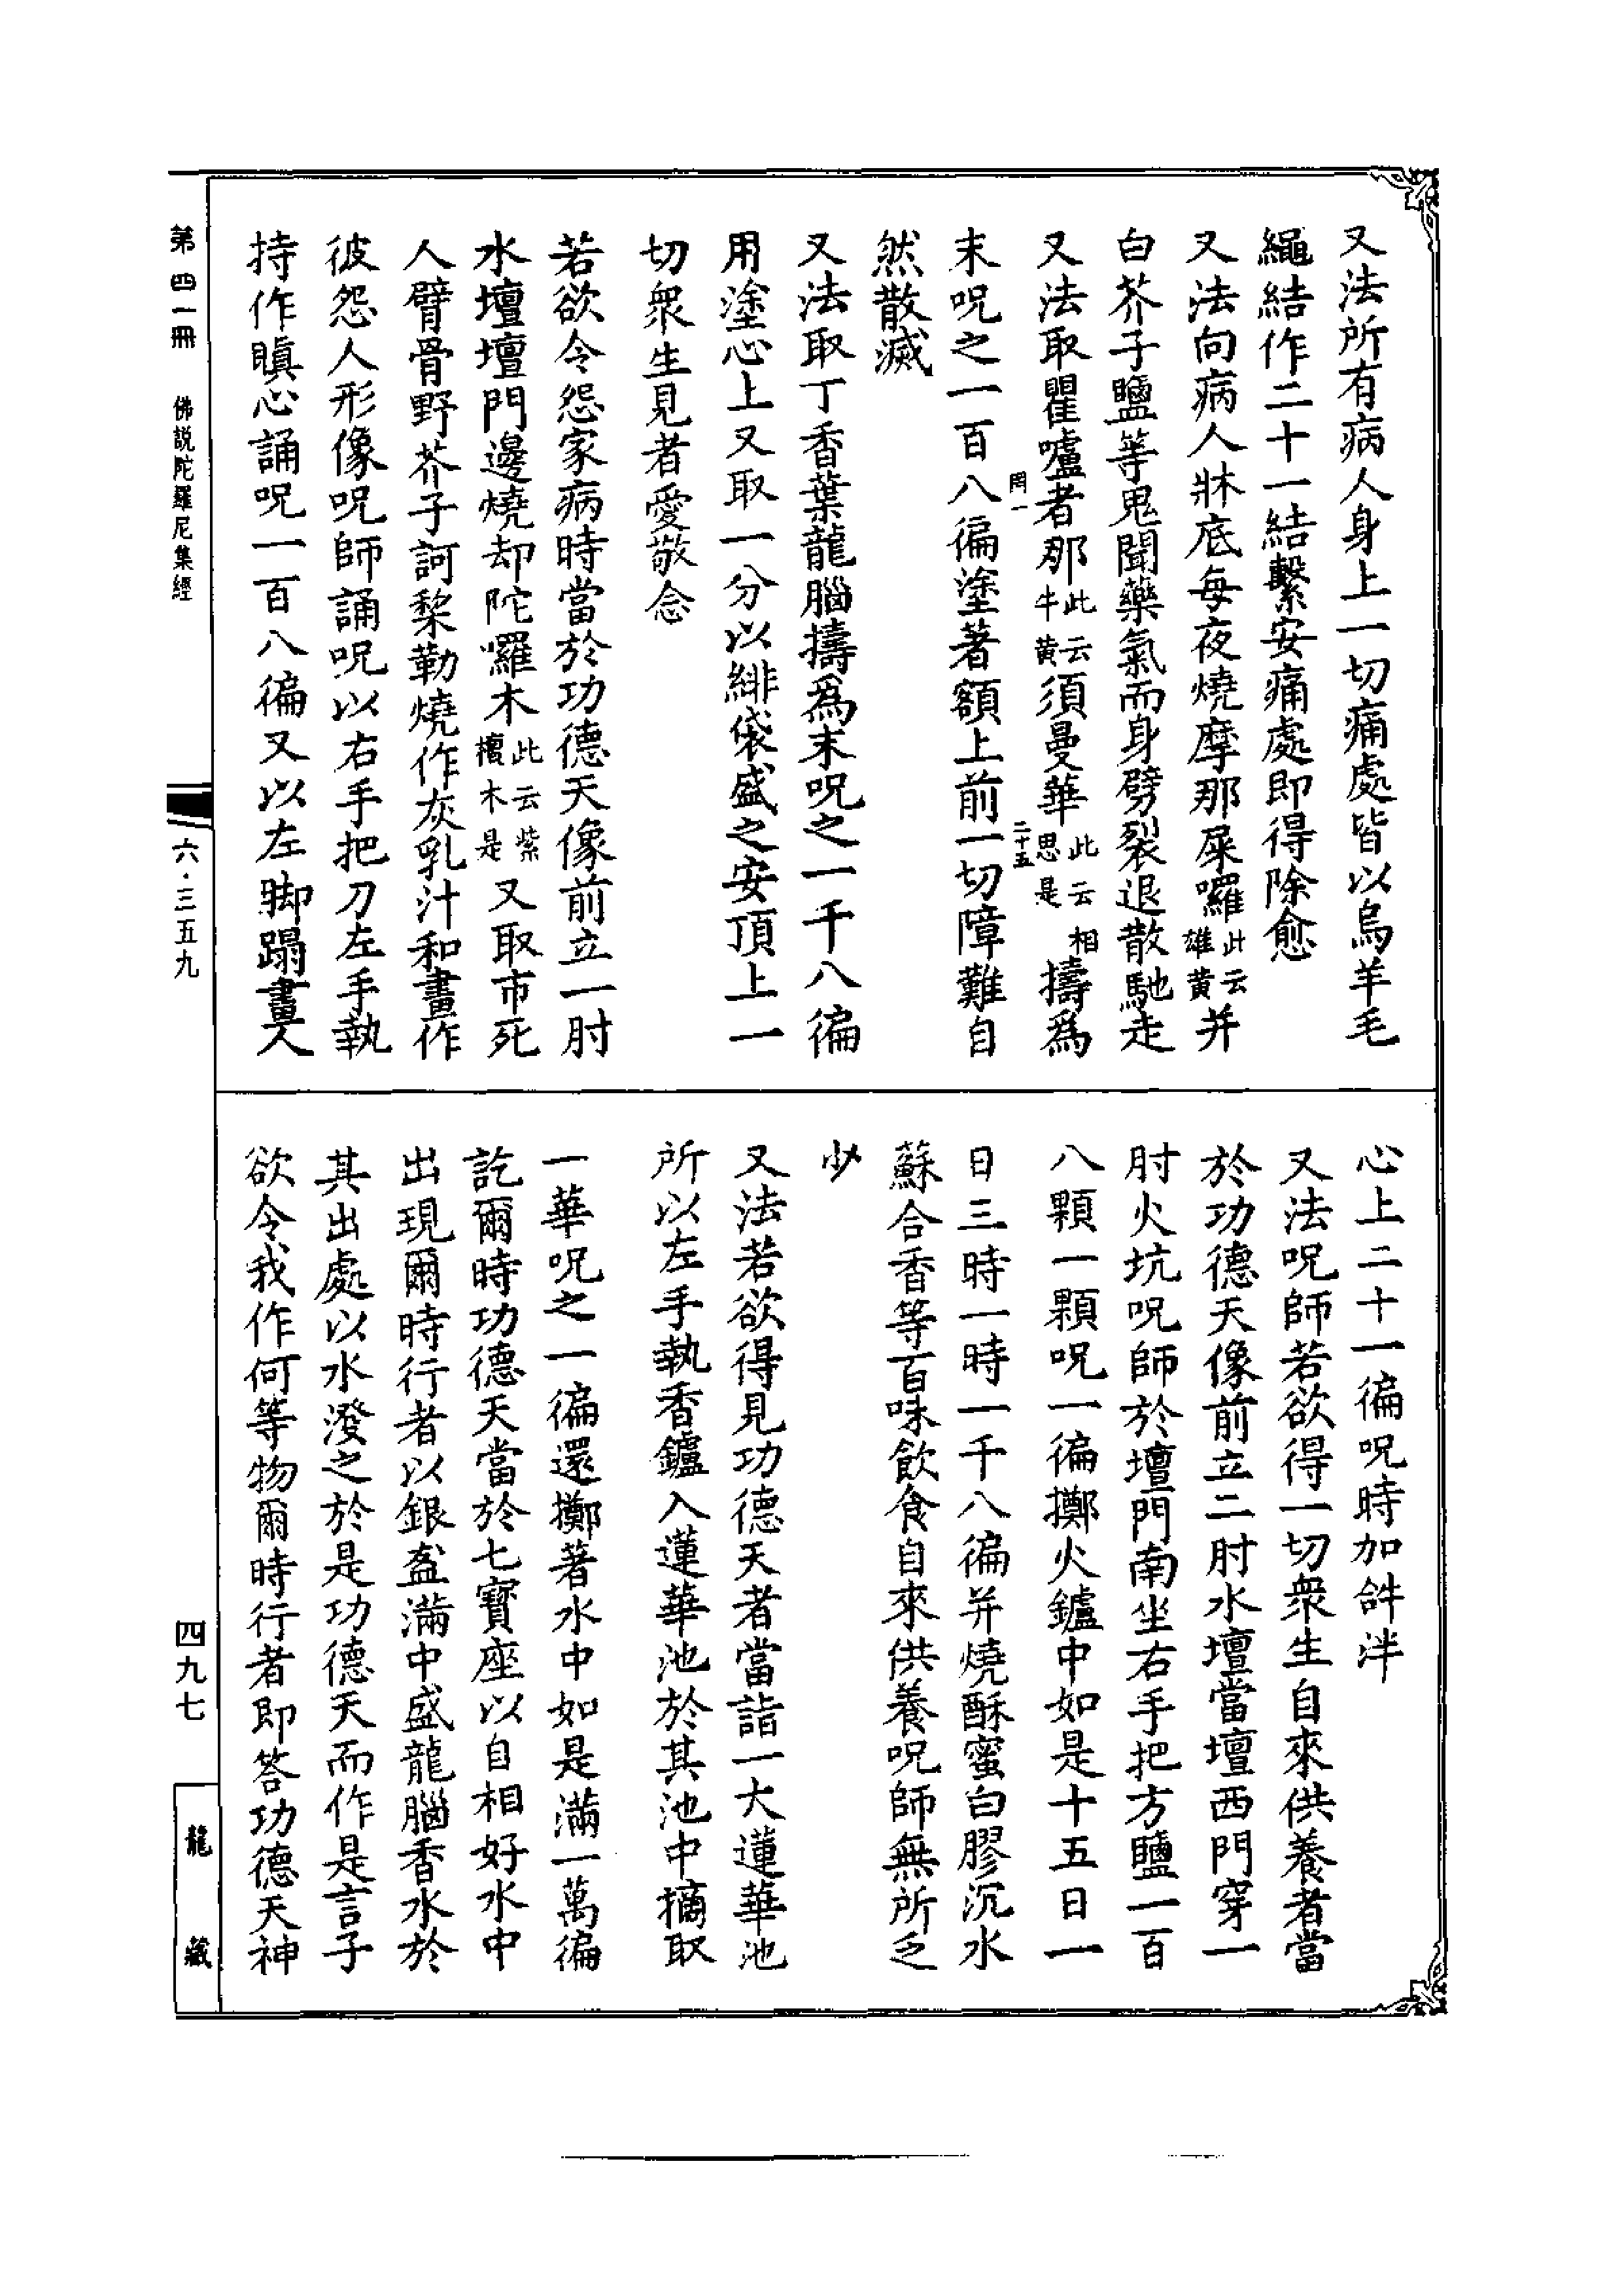 又法所有病人身上一切痛處皆以烏羊毛
繩結作二十一結繫安痛處即得除愈
又法向病人牀底每夜燒摩那屎囉此云雄黃并
白芥子鹽等鬼聞藥氣而身劈裂退散馳走
又法取瞿嚧者那此云牛黄須曼華此云相思是擣爲
罔一
二十五
末呪之一百八徧塗著額上前一切障難自
然散滅
又法取丁香葉龍腦擣爲末呪之一千八徧
用塗心上又取一分以緋袋盛之安頂上一
切衆生見者愛敬念
若欲令怨家病時當於功德天像前立一肘
水壇壇門邊燒却陀囉木此云紫檀木是又取市死
人臂骨野芥子訶棃勒燒作灰乳汁和畫作
彼怨人形像呪師誦呪以右手把刀左手執
持作瞋心誦呪一百八徧又以左脚蹋畫人
心上二十一徧呪時加𤙖泮
又法呪師若欲得一切衆生自來供養者當
於功德天像前立二肘水壇當壇西門穿一
肘火坑呪師於壇門南坐右手把方鹽一百
八顆一顆呪一徧擲火鑪中如是十五日一
日三時一時一千八徧并燒酥蜜白膠沉水
蘇合香等百味飲食自來供養呪師無所乏
少
又法若欲得見功德天者當詣一大蓮華池
所以左手執香鑪入蓮華池於其池中摘取
一華呪之一徧還擲著水中如是滿一萬徧
訖爾時功德天當於七寶座以自相好水中
出現爾時行者以銀盌滿中盛龍腦香水於
其出處以水潑之於是功德天而作是言子
欲令我作何等物爾時行者即答功德天神
第四一冊
佛説陀羅尼集經
六·三五九
四九七
龍藏